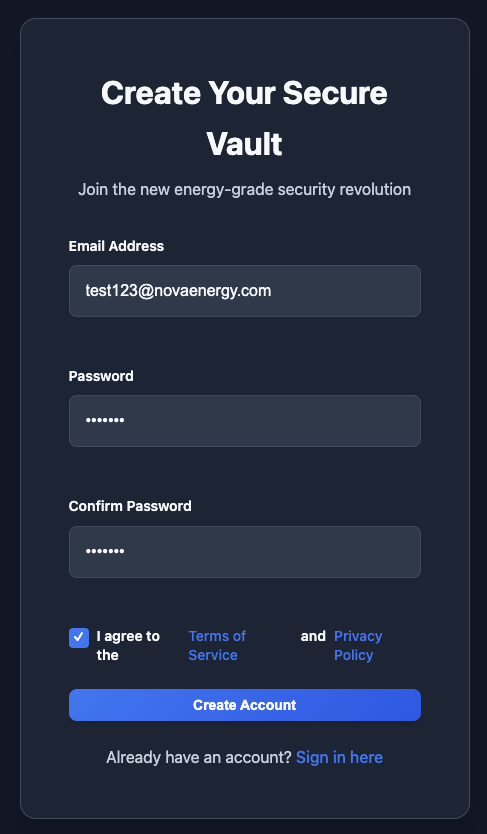 Create Your Secure
Vault
Join the new energy-grade security revolution
Email Address
test123@novaenergy.com
Password
•••••••
Confirm Password
•••••••
I agree to the Terms of Service and Privacy Policy
Create Account
Already have an account? Sign in here